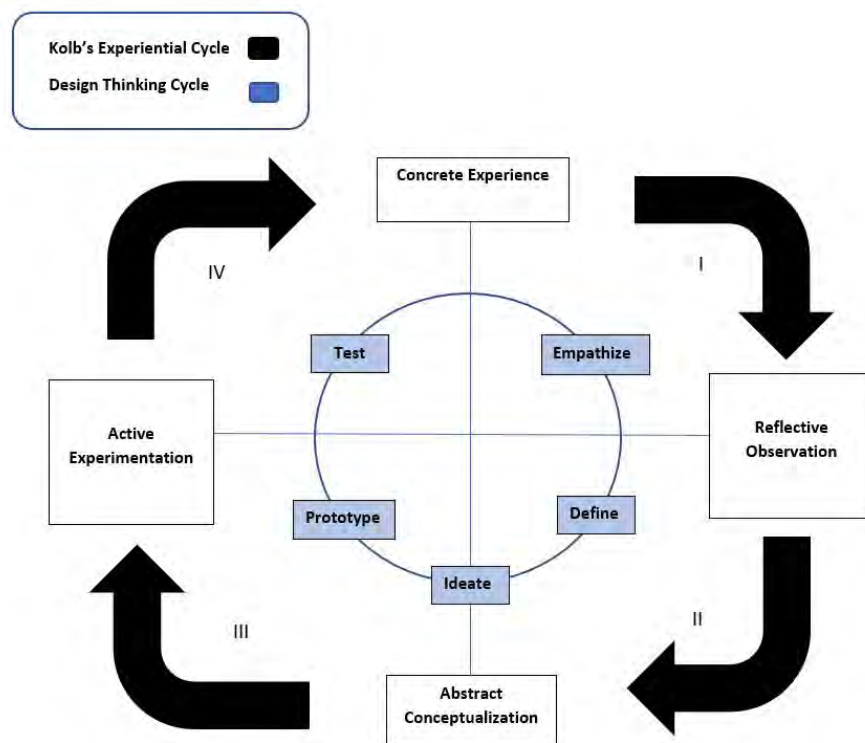 Kolb's Experiential Cycle
Design Thinking Cycle
Concrete Experience
I
IV
Test
Empathize
Active
Experimentation
Reflective
Observation
Prototype
Define
Ideate
II
III
Abstract
Conceptualization